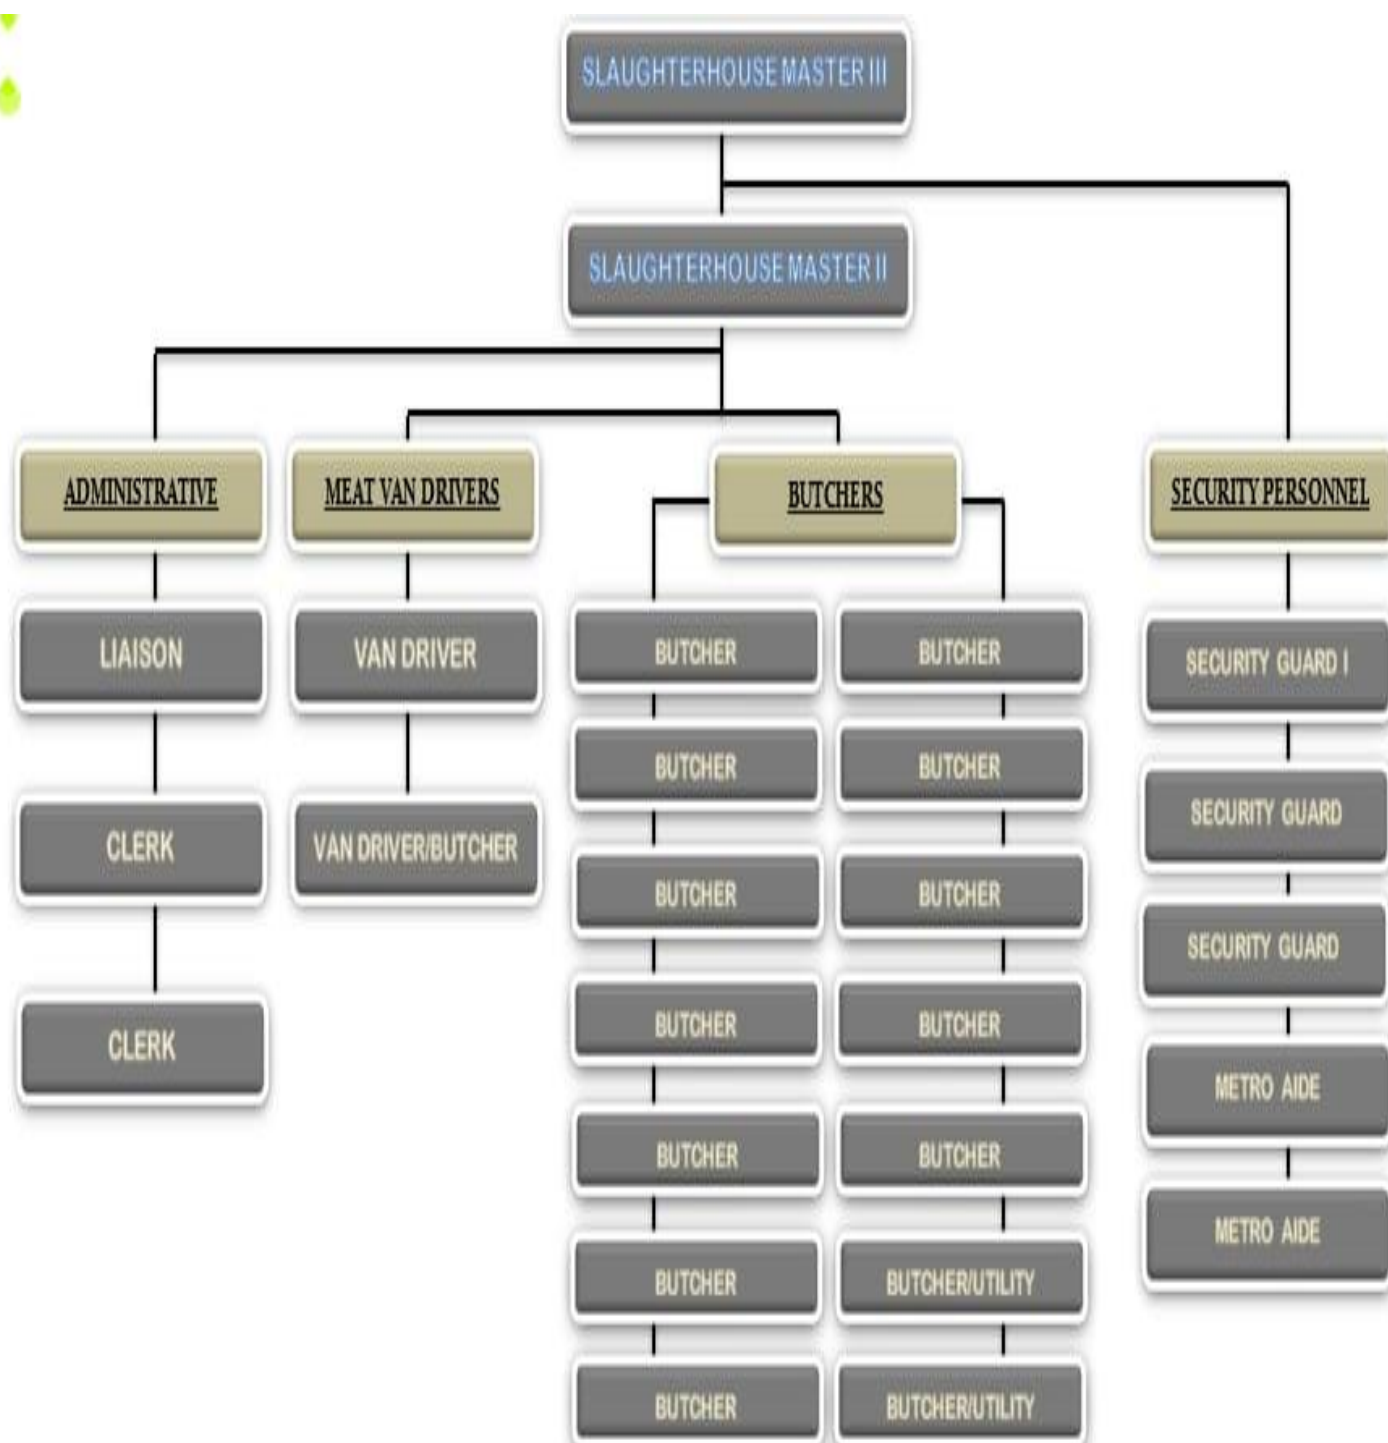 SLAUGHTERHOUSE MASTER III
SLAUGHTERHOUSE MASTER II
ADMINISTRATIVE
LIAISON
CLERK
CLERK
MEAT VAN DRIVERS
VAN DRIVER
VAN DRIVER/BUTCHER
BUTCHERS
BUTCHER
BUTCHER
BUTCHER
BUTCHER
BUTCHER
BUTCHER
BUTCHER
BUTCHER
BUTCHER
BUTCHER
BUTCHER
BUTCHER
BUTCHER/UTILITY
BUTCHER/UTILITY
SECURITY PERSONNEL
SECURITY GUARD I
SECURITY GUARD
SECURITY GUARD
METRO AIDE
METRO AIDE